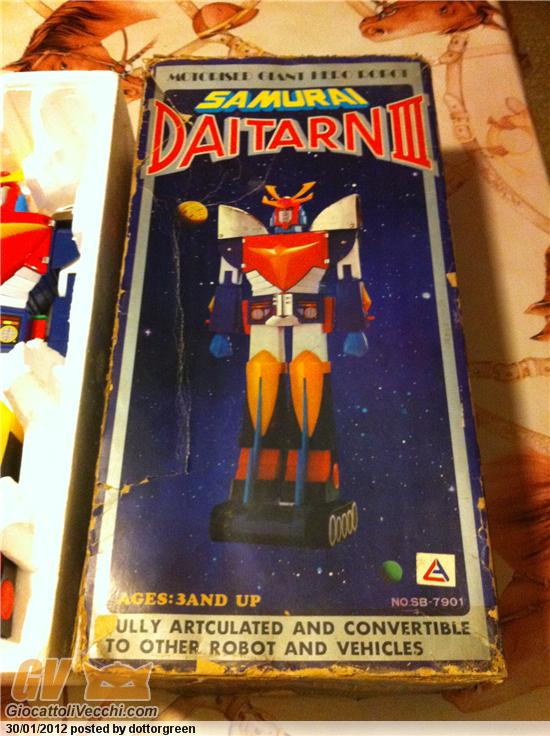 MOTORISED GIANT HERO ROBOT
SAMURAI
DAITARN III
AGES:3AND UP
NO.SB-7901
ULLY ARTCULATED AND CONVERTIBLE
TO OTHER ROBOT AND VEHICLES
GV
GiocattoliVecchi.com
30/01/2012 posted by dottorgreen